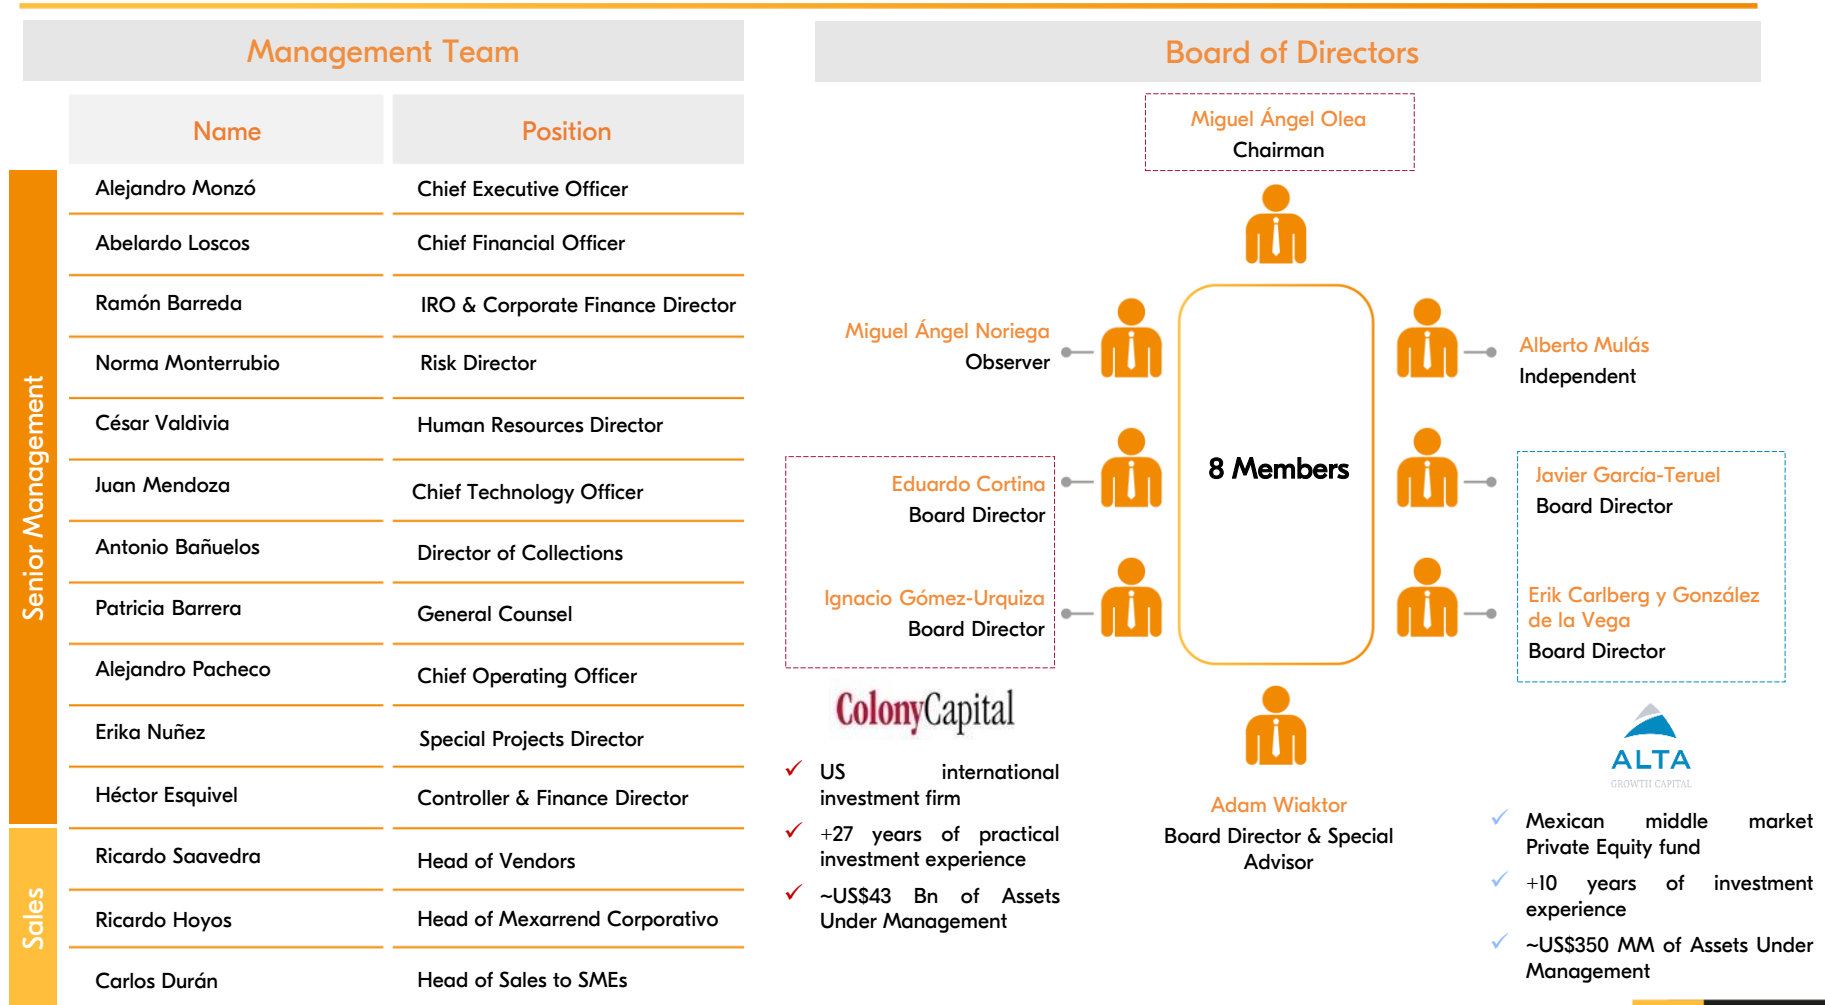 Management Team
Name
Position
Senior Management
Alejandro Monzó
Chief Executive Officer
Abelardo Loscos
Chief Financial Officer
Ramón Barreda
IRO & Corporate Finance Director
Norma Monterrubio
Risk Director
César Valdivia
Human Resources Director
Juan Mendoza
Chief Technology Officer
Antonio Bañuelos
Director of Collections
Patricia Barrera
General Counsel
Alejandro Pacheco
Chief Operating Officer
Erika Nuñez
Special Projects Director
Héctor Esquivel
Controller & Finance Director
Sales
Ricardo Saavedra
Head of Vendors
Ricardo Hoyos
Head of Mexarrend Corporativo
Carlos Durán
Head of Sales to SMEs
Board of Directors
Miguel Ángel Olea
Chairman
Miguel Ángel Noriega
Observer
Alberto Mulás
Independent
8 Members
Eduardo Cortina
Board Director
Javier García-Teruel
Board Director
Ignacio Gómez-Urquiza
Board Director
Erik Carlberg y González
de la Vega
Board Director
ColonyCapital
✓ US international
investment firm
✓ +27 years of practical
investment experience
✓ ~US$43 Bn of Assets
Under Management
Adam Wiaktor
Board Director & Special
Advisor
ALTA
GROWTH CAPITAL
✓ Mexican middle market
Private Equity fund
✓ +10 years of investment
experience
✓ ~US$350 MM of Assets Under
Management